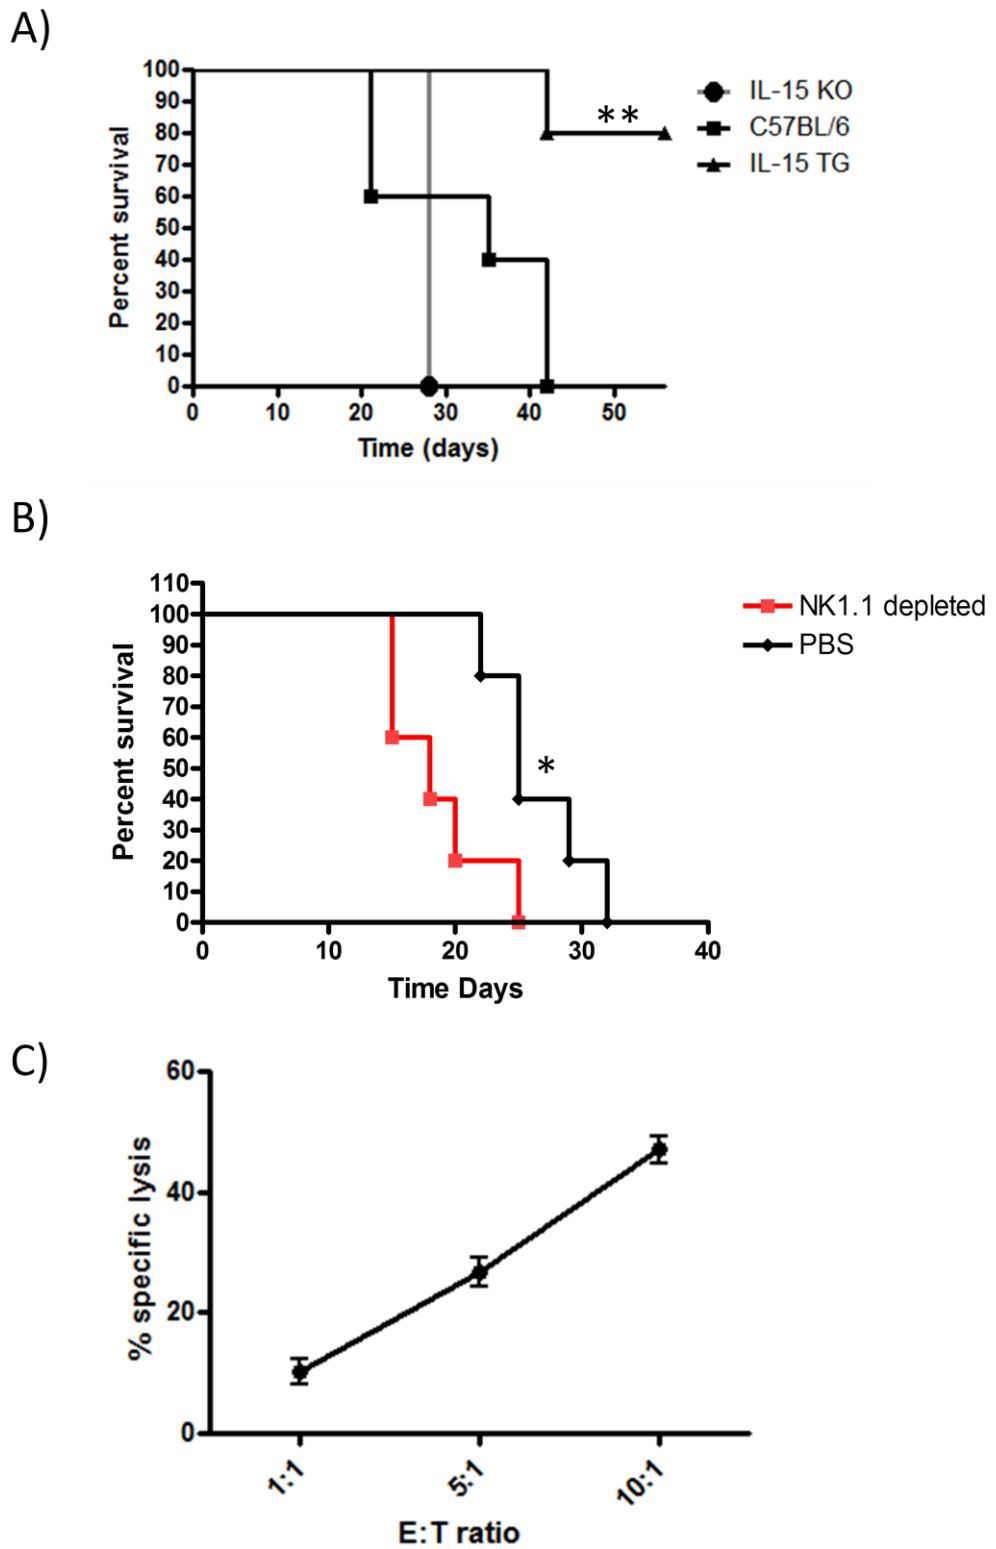 A)
100
90
80
70
60
50
40
30
20
10
0
Percent survival
0 10 20 30 40 50
Time (days)
**
IL-15 KO
C57BL/6
IL-15 TG
B)
110
100
90
80
70
60
50
40
30
20
10
0
Percent survival
0 10 20 30 40
Time Days
*
NK1.1 depleted
PBS
C)
60
40
20
0
% specific lysis
1:1 5:1 10:1
E:T ratio